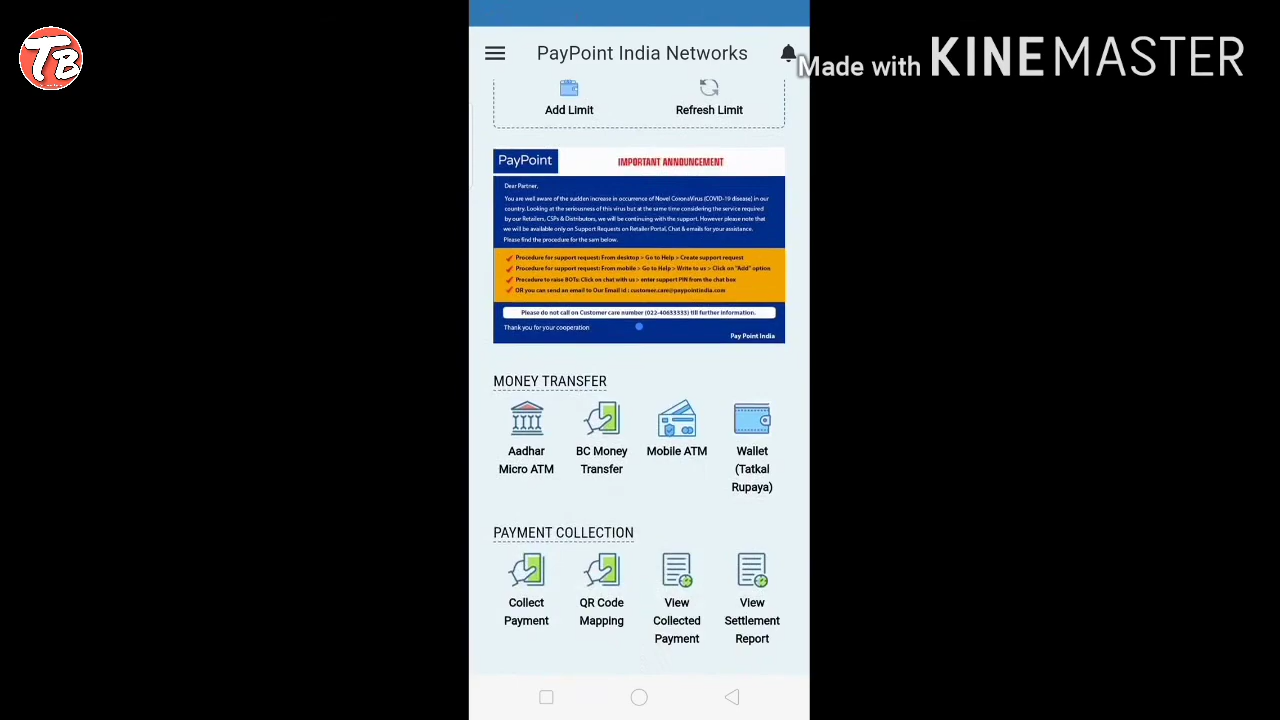 TB
PayPoint India Networks
Made with KINEMASTER
Add Limit
Refresh Limit
PayPoint
IMPORTANT ANNOUNCEMENT
Dear Partner,
You are well aware of the sudden increase in occurrence of Novel CoronaVirus (COVID-19 disease) in our
country. Looking at the seriousness of this virus but at the same time considering the service required
by our Retailers, CSPs & Distributors, we will be continuing with the support. However please note that
we will be available only on Support Requests on Retailer Portal, Chat & emails for your assistance.
Please find the procedure for the sam below.
Procedure for support request: From desktop > Go to Help > Create support request
Procedure for support request: From mobile > Go to Help > Write to us > Click on "Add" option
Procedure to raise BOTs: Click on chat with us > enter support PIN from the chat box
OR you can send an email to Our Email id : customer.care@paypointindia.com
Please do not call on Customer care number (022-40633333) till further information.
Thank you for your cooperation
Pay Point India
MONEY TRANSFER
Aadhar
Micro ATM
BC Money
Transfer
Mobile ATM
Wallet
(Tatkal
Rupaya)
PAYMENT COLLECTION
Collect
Payment
QR Code
Mapping
View
Collected
Payment
View
Settlement
Report